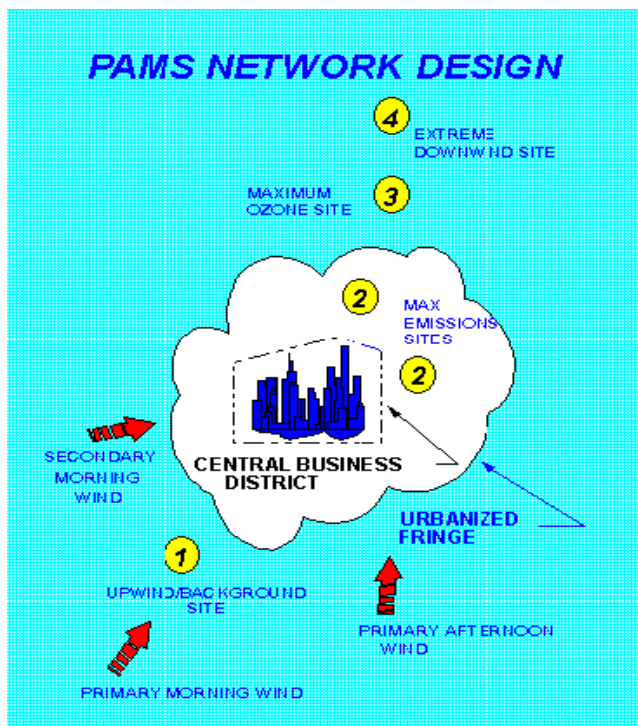 PAMS NETWORK DESIGN
4
EXTREME
DOWNWIND SITE
MAXIMUM
OZONE SITE
3
2
MAX
EMISSIONS
SITES
2
SECONDARY
MORNING
WIND
CENTRAL BUSINESS
DISTRICT
URBANIZED
FRINGE
1
UPWIND/BACKGROUND
SITE
PRIMARY AFTERNOON
WIND
PRIMARY MORNING WIND